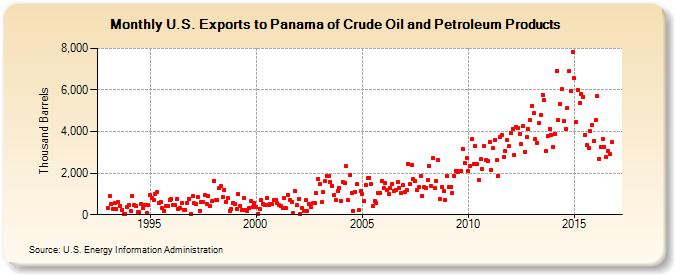 Monthly U.S. Exports to Panama of Crude Oil and Petroleum Products
Thousand Barrels
8,000
6,000
4,000
2,000
0
1995 2000 2005 2010 2015
Source: U.S. Energy Information Administration